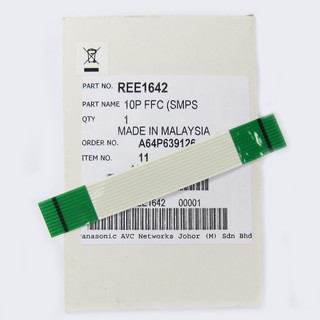 PART NO. REE1642
PART NAME 10P FFC (SMPS
QTY 1
MADE IN MALAYSIA
ORDER NO. A64P639126
ITEM NO. 11
REE1642 00001
Panasonic AVC Networks Johor (M) Sdn Bhd